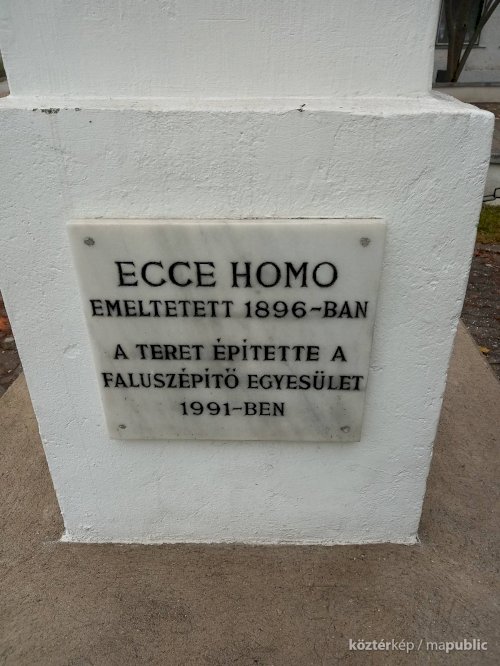 ECCE HOMO
EMELTETETT 1896-BAN
A TERET ÉPÍTETTE A
FALUSZÉPÍTŐ EGYESÜLET
1991-BEN
köztérkép / mapublic